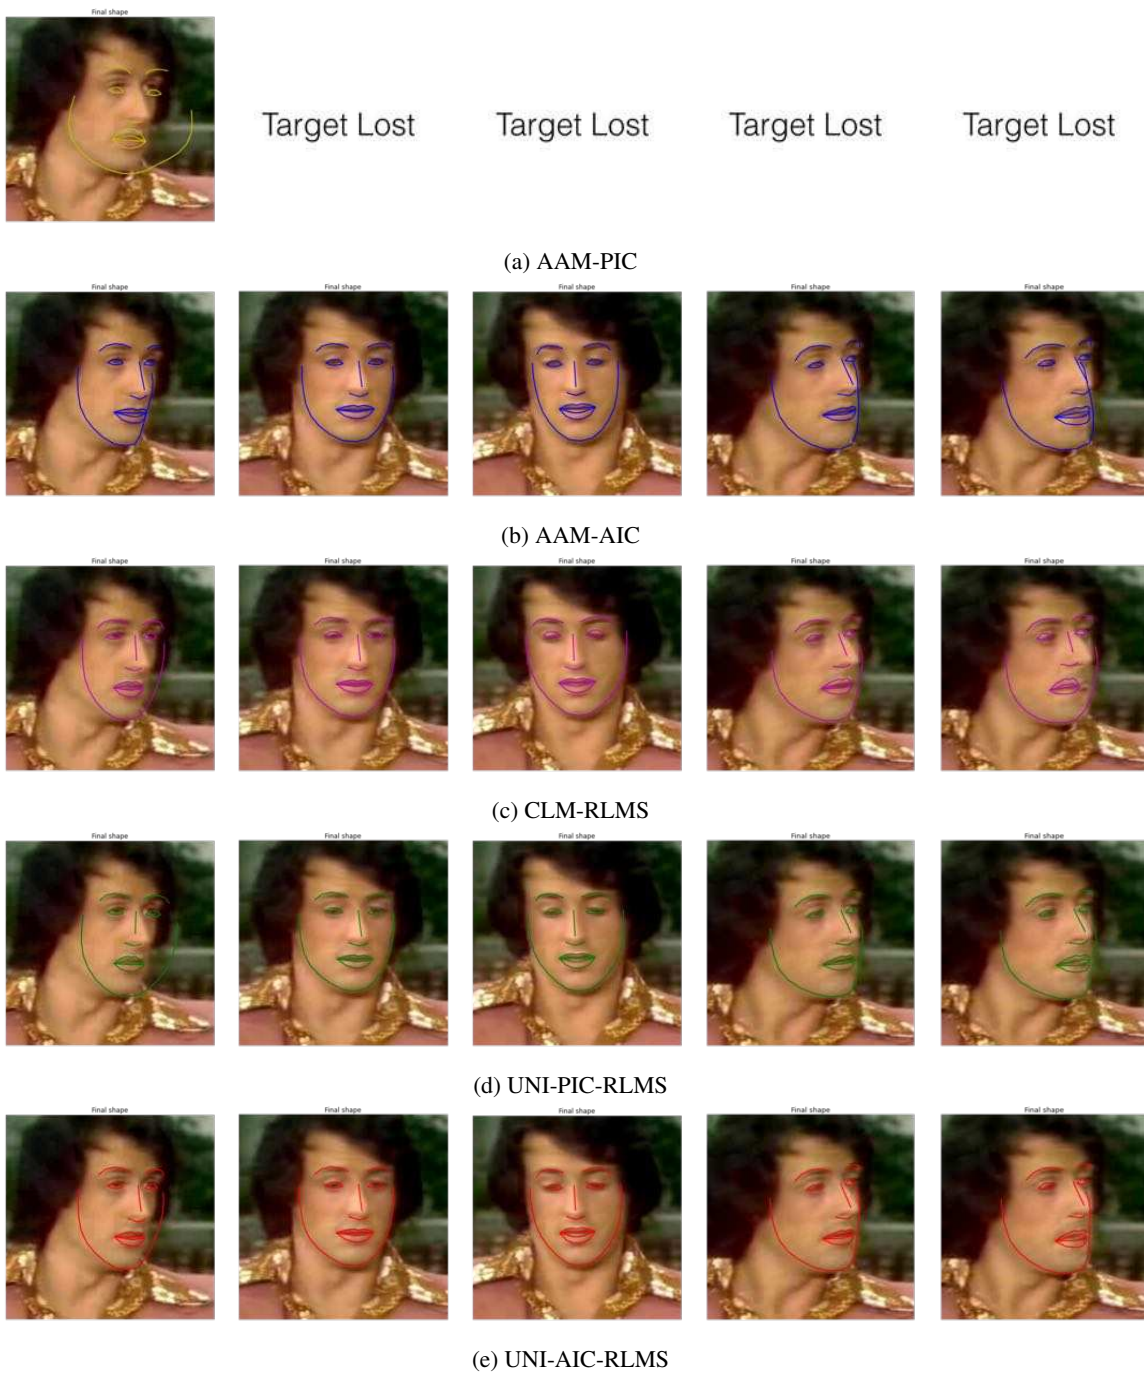 Final shape
Target Lost Target Lost Target Lost Target Lost
(a) AAM-PIC
Final shape Final shape Final shape Final shape Final shape
(b) AAM-AIC
Final shape Final shape Final shape Final shape Final shape
(c) CLM-RLMS
Final shape Final shape Final shape Final shape Final shape
(d) UNI-PIC-RLMS
Final shape Final shape Final shape Final shape Final shape
(e) UNI-AIC-RLMS